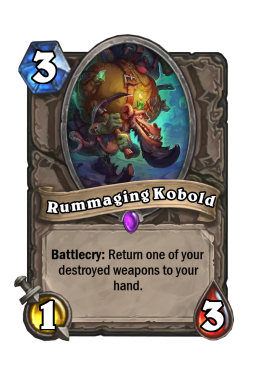 3
Rummaging Kobold
Battlecry: Return one of your
destroyed weapons to your
hand.
1
3